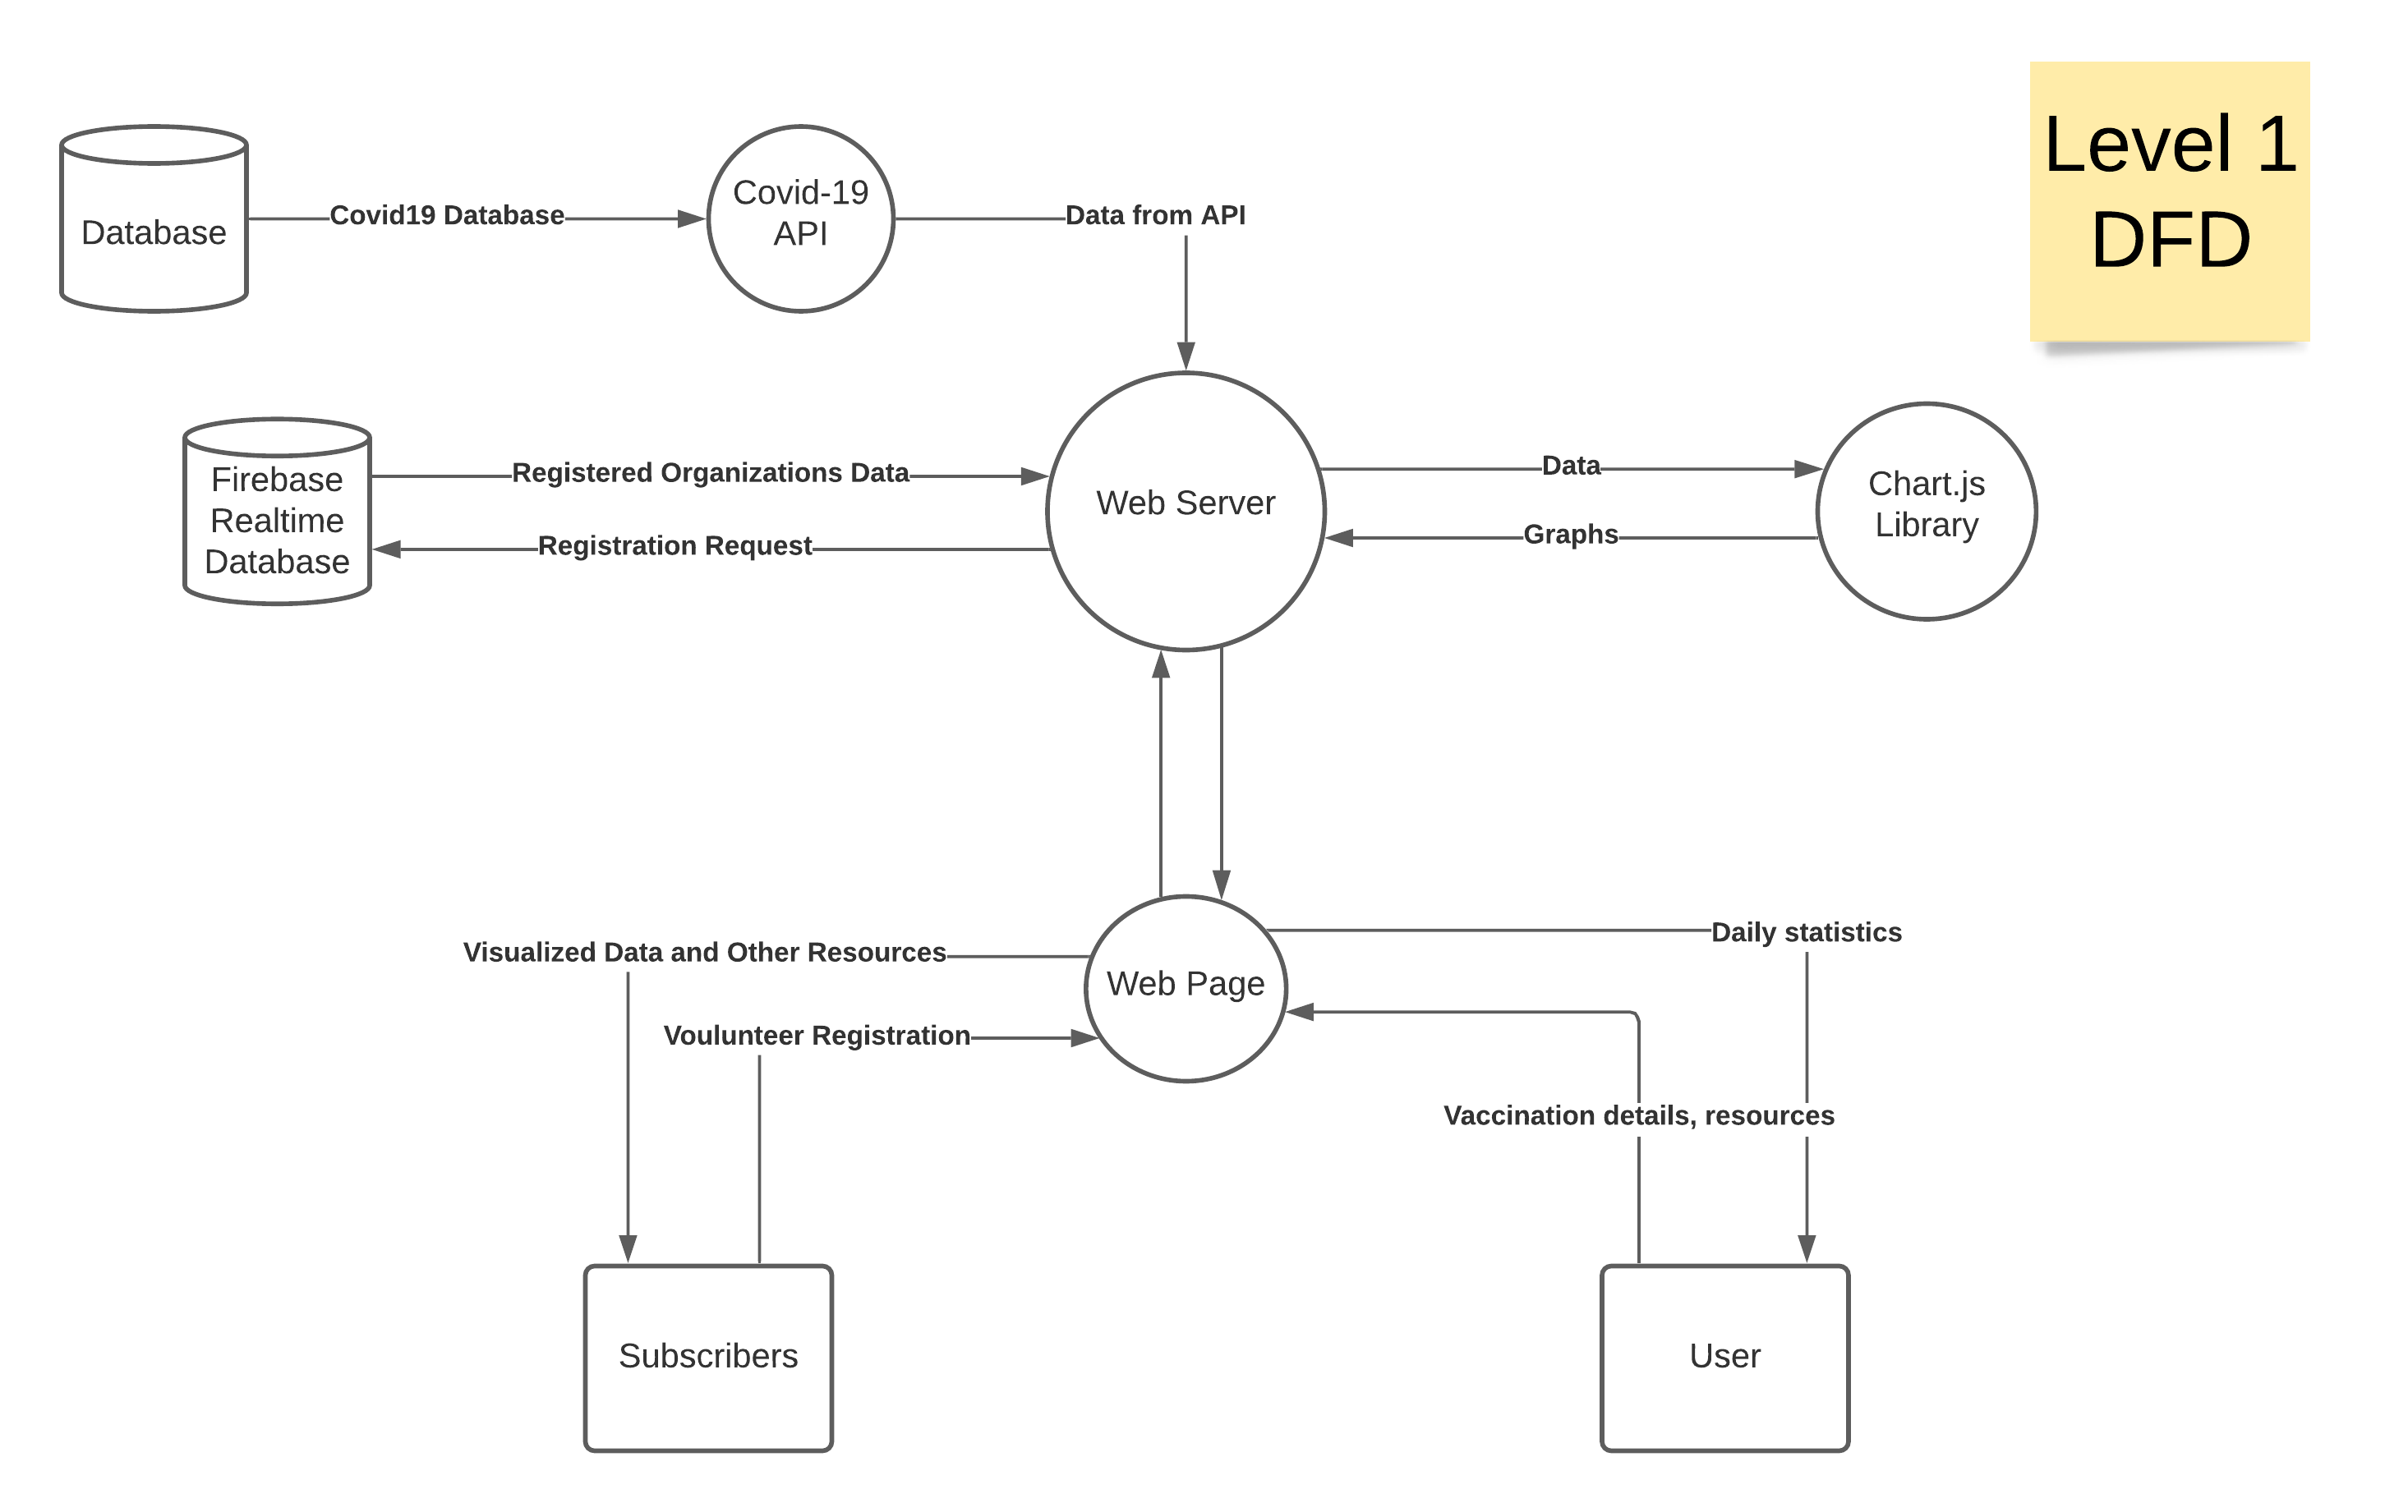 Level 1
DFD
Database
Covid19 Database
Covid-19
API
Data from API
Firebase
Realtime
Database
Registered Organizations Data
Registration Request
Web Server
Data
Graphs
Chart.js
Library
Visualized Data and Other Resources
Voulunteer Registration
Web Page
Daily statistics
Vaccination details, resources
Subscribers
User